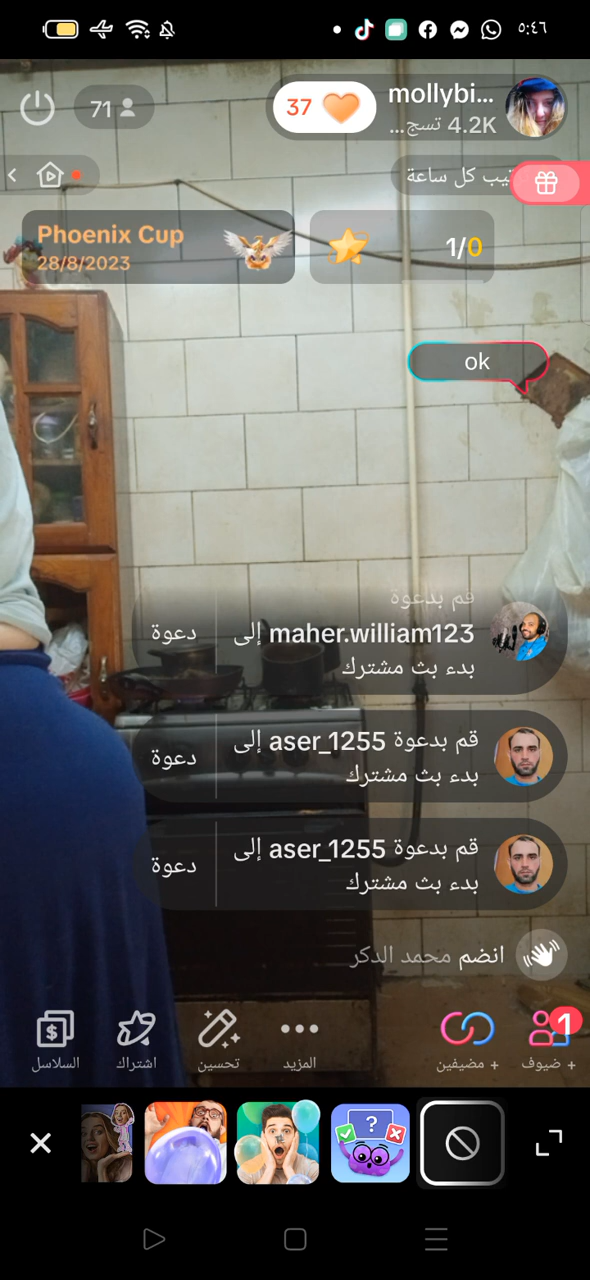 ٥:٤٦
mollybi...
4.2K تسج...
37
71
تيب كل ساعة
Phoenix Cup
28/8/2023
1/0
ok
قم بدعوة
maher.william123 إلى
بدء بث مشترك
دعوة
قم بدعوة aser_1255 إلى
بدء بث مشترك
دعوة
قم بدعوة aser_1255 إلى
بدء بث مشترك
دعوة
انضم محمد الدكر
1
+ ضيوف
+ مضيفين
المزيد
تحسين
اشتراك
السلاسل
?